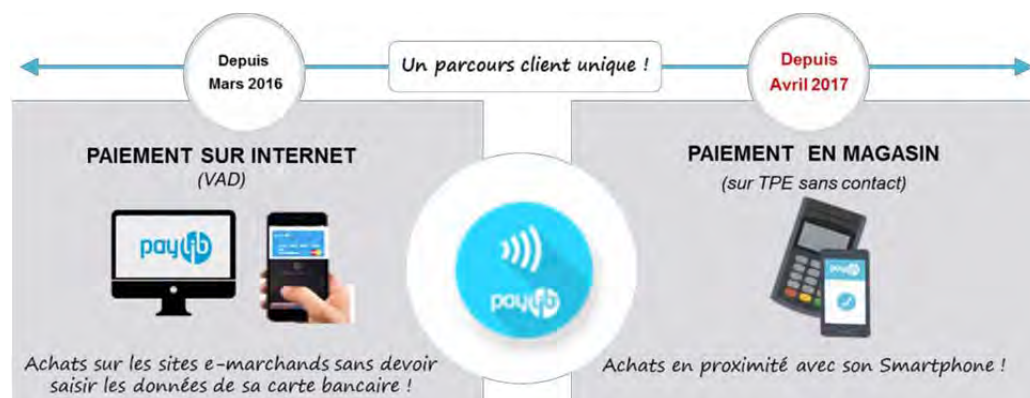 Depuis
Mars 2016
Un parcours client unique !
Depuis
Avril 2017
PAIEMENT SUR INTERNET
(VAD)
PAIEMENT EN MAGASIN
(sur TPE sans contact)
paylib
paylib
paylib
Achats sur les sites e-marchands sans devoir
saisir les données de sa carte bancaire !
Achats en proximité avec son Smartphone !